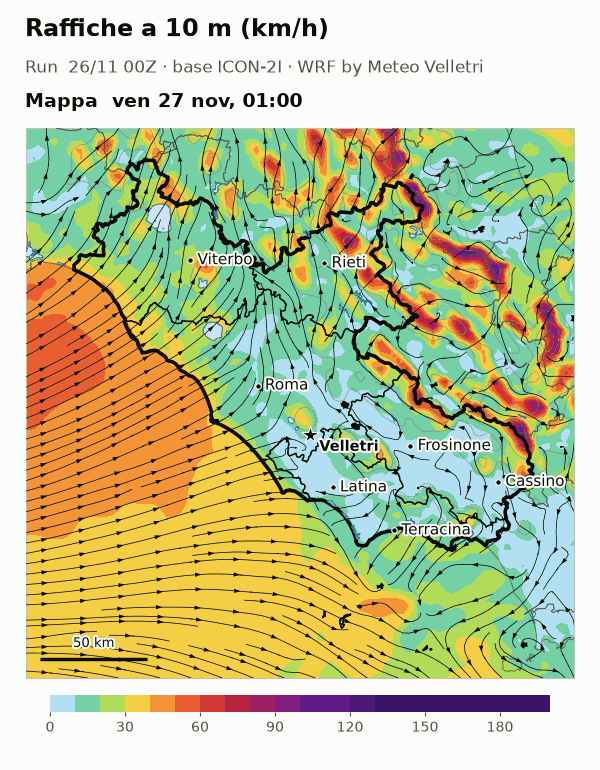 Raffiche a 10 m (km/h)
Run  26/11 00Z · base ICON-2I · WRF by Meteo Velletri
Mappa  ven 27 nov, 01:00
Viterbo
Rieti
Roma
Velletri
Frosinone
Latina
Cassino
Terracina
50 km
0 30 60 90 120 150 180